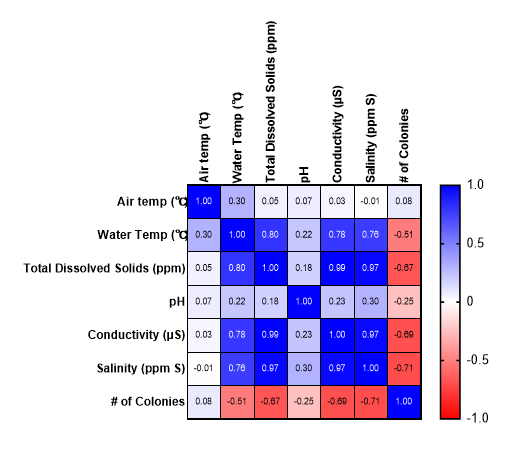 Air temp (℃)
Water Temp (℃)
Total Dissolved Solids (ppm)
pH
Conductivity (µS)
Salinity (ppm S)
# of Colonies
Air temp (℃) 1.00 0.30 0.05 0.07 0.03 -0.01 0.08
Water Temp (℃) 0.30 1.00 0.80 0.22 0.78 0.76 -0.51
Total Dissolved Solids (ppm) 0.05 0.80 1.00 0.18 0.99 0.97 -0.67
pH 0.07 0.22 0.18 1.00 0.23 0.30 -0.25
Conductivity (µS) 0.03 0.78 0.99 0.23 1.00 0.97 -0.69
Salinity (ppm S) -0.01 0.76 0.97 0.30 0.97 1.00 -0.71
# of Colonies 0.08 -0.51 -0.67 -0.25 -0.69 -0.71 1.00
1.0
0.5
0
-0.5
-1.0